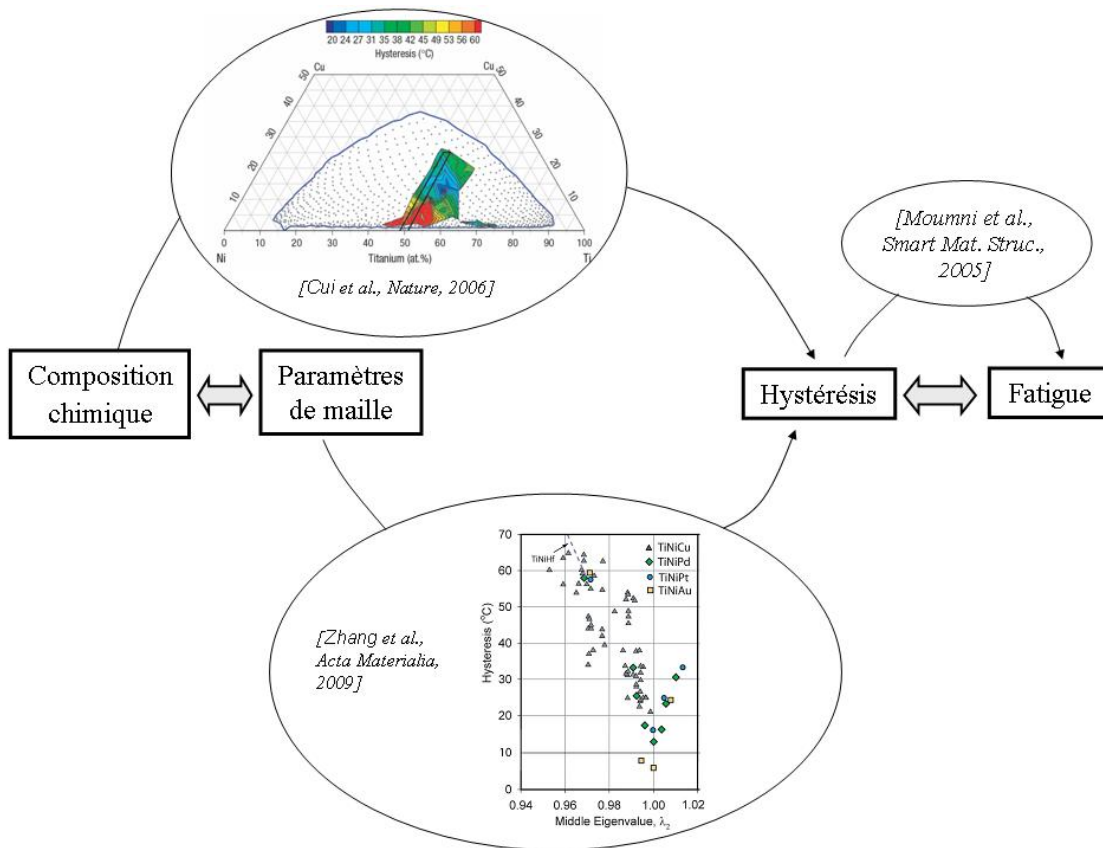 20 24 27 31 35 38 42 45 49 53 56 60
Hysteresis (°C)
50 Cu Cu 50
40 40
30 30
20 20
10 10
0 10 20 30 40 50 60 70 80 90 100
Ni Titanium (at.%) Ti
[Cui et al., Nature, 2006]
[Moumni et al.,
Smart Mat. Struc.,
2005]
Composition
chimique
Paramètres
de maille
Hystérésis
Fatigue
[Zhang et al.,
Acta Materialia,
2009]
Hysteresis (°C)
70
60
50
40
30
20
10
0
TiNiHf
TiNiCu
TiNiPd
TiNiPt
TiNiAu
0.94 0.96 0.98 1.00 1.02
Middle Eigenvalue, λ₂